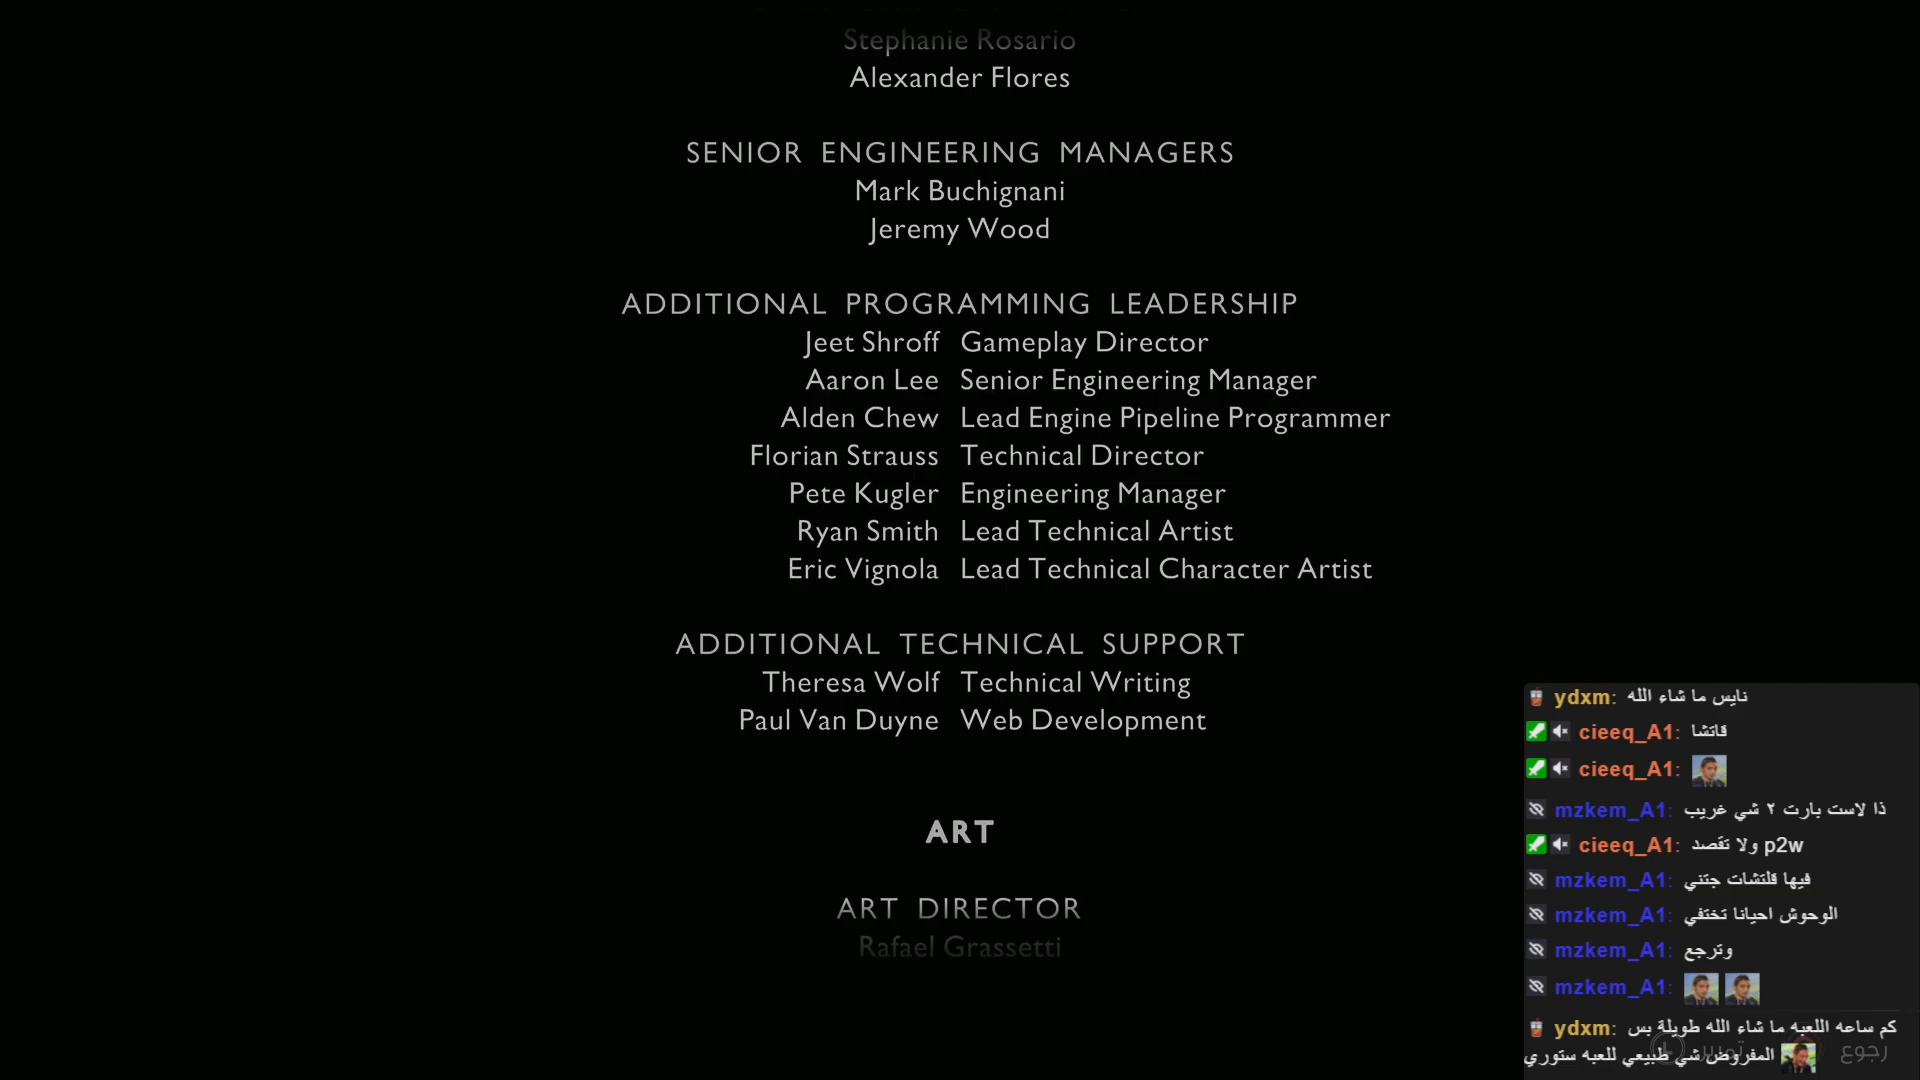 Stephanie Rosario
Alexander Flores
SENIOR ENGINEERING MANAGERS
Mark Buchignani
Jeremy Wood
ADDITIONAL PROGRAMMING LEADERSHIP
Jeet Shroff Gameplay Director
Aaron Lee Senior Engineering Manager
Alden Chew Lead Engine Pipeline Programmer
Florian Strauss Technical Director
Pete Kugler Engineering Manager
Ryan Smith Lead Technical Artist
Eric Vignola Lead Technical Character Artist
ADDITIONAL TECHNICAL SUPPORT
Theresa Wolf Technical Writing
Paul Van Duyne Web Development
ART
ART DIRECTOR
Rafael Grassetti
ydxm: نايس ما شاء الله
cieeq_A1: قاتشا
cieeq_A1:
mzkem_A1: ذا لاست بارت ٢ شي غريب
cieeq_A1: ولا تقصد p2w
mzkem_A1: فيها قلتشات جتني
mzkem_A1: الوحوش احيانا تختفي
mzkem_A1: وترجع
mzkem_A1:
ydxm: كم ساعه اللعبه ما شاء الله طويلة بس
المفروض شي طبيعي للعبه ستوري
رجوع